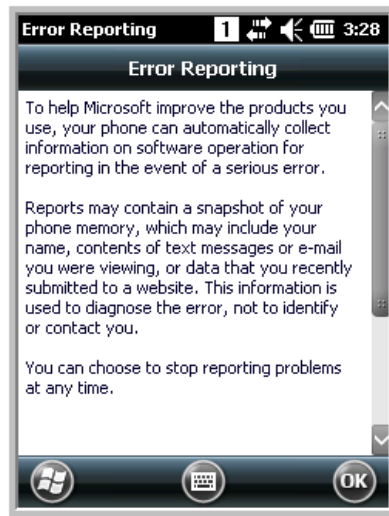 Error Reporting 1 3:28
Error Reporting
To help Microsoft improve the products you
use, your phone can automatically collect
information on software operation for
reporting in the event of a serious error.
Reports may contain a snapshot of your
phone memory, which may include your
name, contents of text messages or e-mail
you were viewing, or data that you recently
submitted to a website. This information is
used to diagnose the error, not to identify
or contact you.
You can choose to stop reporting problems
at any time.
OK